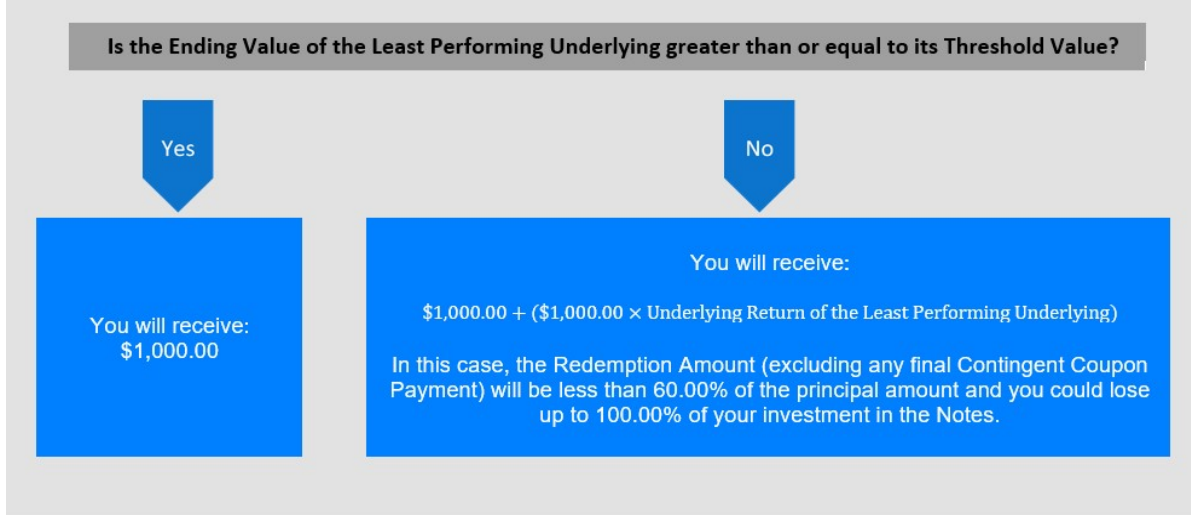 Is the Ending Value of the Least Performing Underlying greater than or equal to its Threshold Value?
Yes
No
You will receive:
$1,000.00
You will receive:
$1,000.00 + ($1,000.00 × Underlying Return of the Least Performing Underlying)
In this case, the Redemption Amount (excluding any final Contingent Coupon
Payment) will be less than 60.00% of the principal amount and you could lose
up to 100.00% of your investment in the Notes.